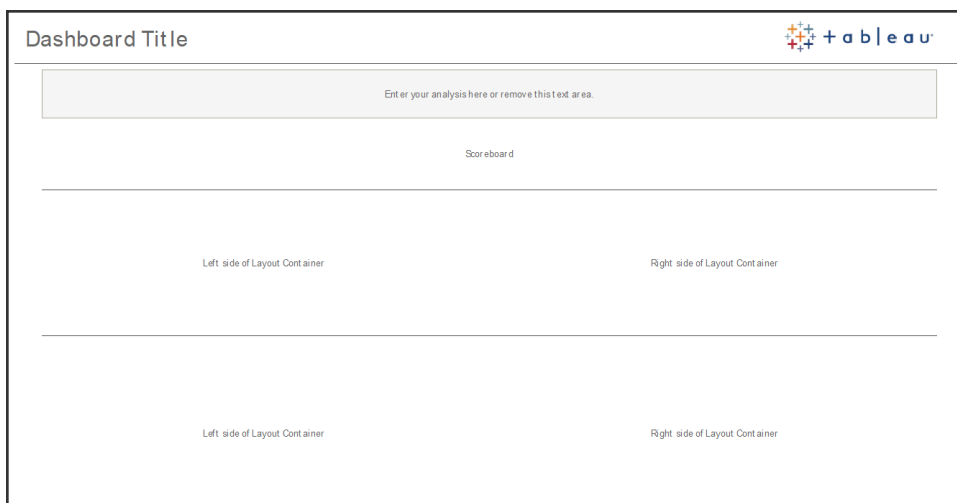 Dashboard Title
+ableau
Enter your analysis here or remove this text area.
Scoreboard
Left side of Layout Container
Right side of Layout Container
Left side of Layout Container
Right side of Layout Container